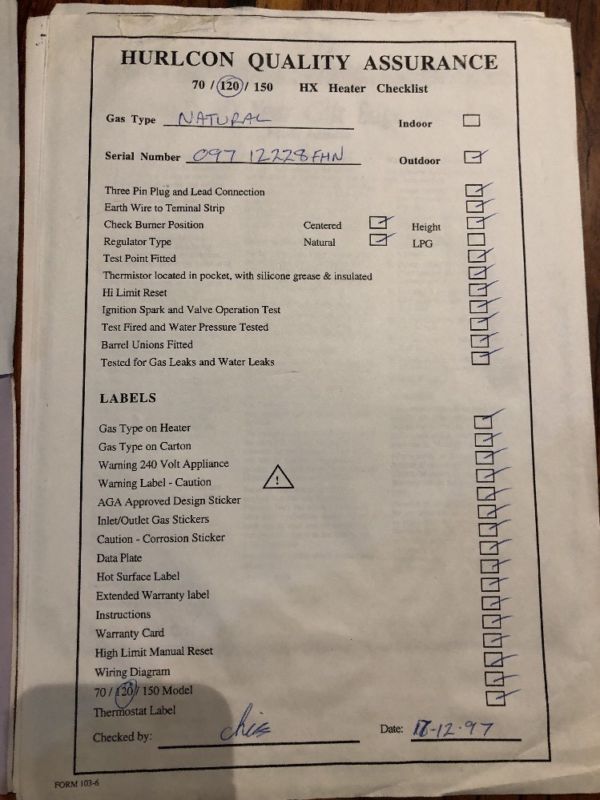 HURLCON QUALITY ASSURANCE
70 / 120 / 150 HX Heater Checklist
Gas Type NATURAL Indoor
Serial Number 097 12228FHN Outdoor
Three Pin Plug and Lead Connection
Earth Wire to Teminal Strip
Check Burner Position Centered Height
Regulator Type Natural LPG
Test Point Fitted
Thermistor located in pocket, with silicone grease & insulated
Hi Limit Reset
Ignition Spark and Valve Operation Test
Test Fired and Water Pressure Tested
Barrel Unions Fitted
Tested for Gas Leaks and Water Leaks
LABELS
Gas Type on Heater
Gas Type on Carton
Warning 240 Volt Appliance
Warning Label - Caution !
AGA Approved Design Sticker
Inlet/Outlet Gas Stickers
Caution - Corrosion Sticker
Data Plate
Hot Surface Label
Extended Warranty label
Instructions
Warranty Card
High Limit Manual Reset
Wiring Diagram
70 / 120 / 150 Model
Thermostat Label
Checked by: Date: -12-97
FORM 103-6